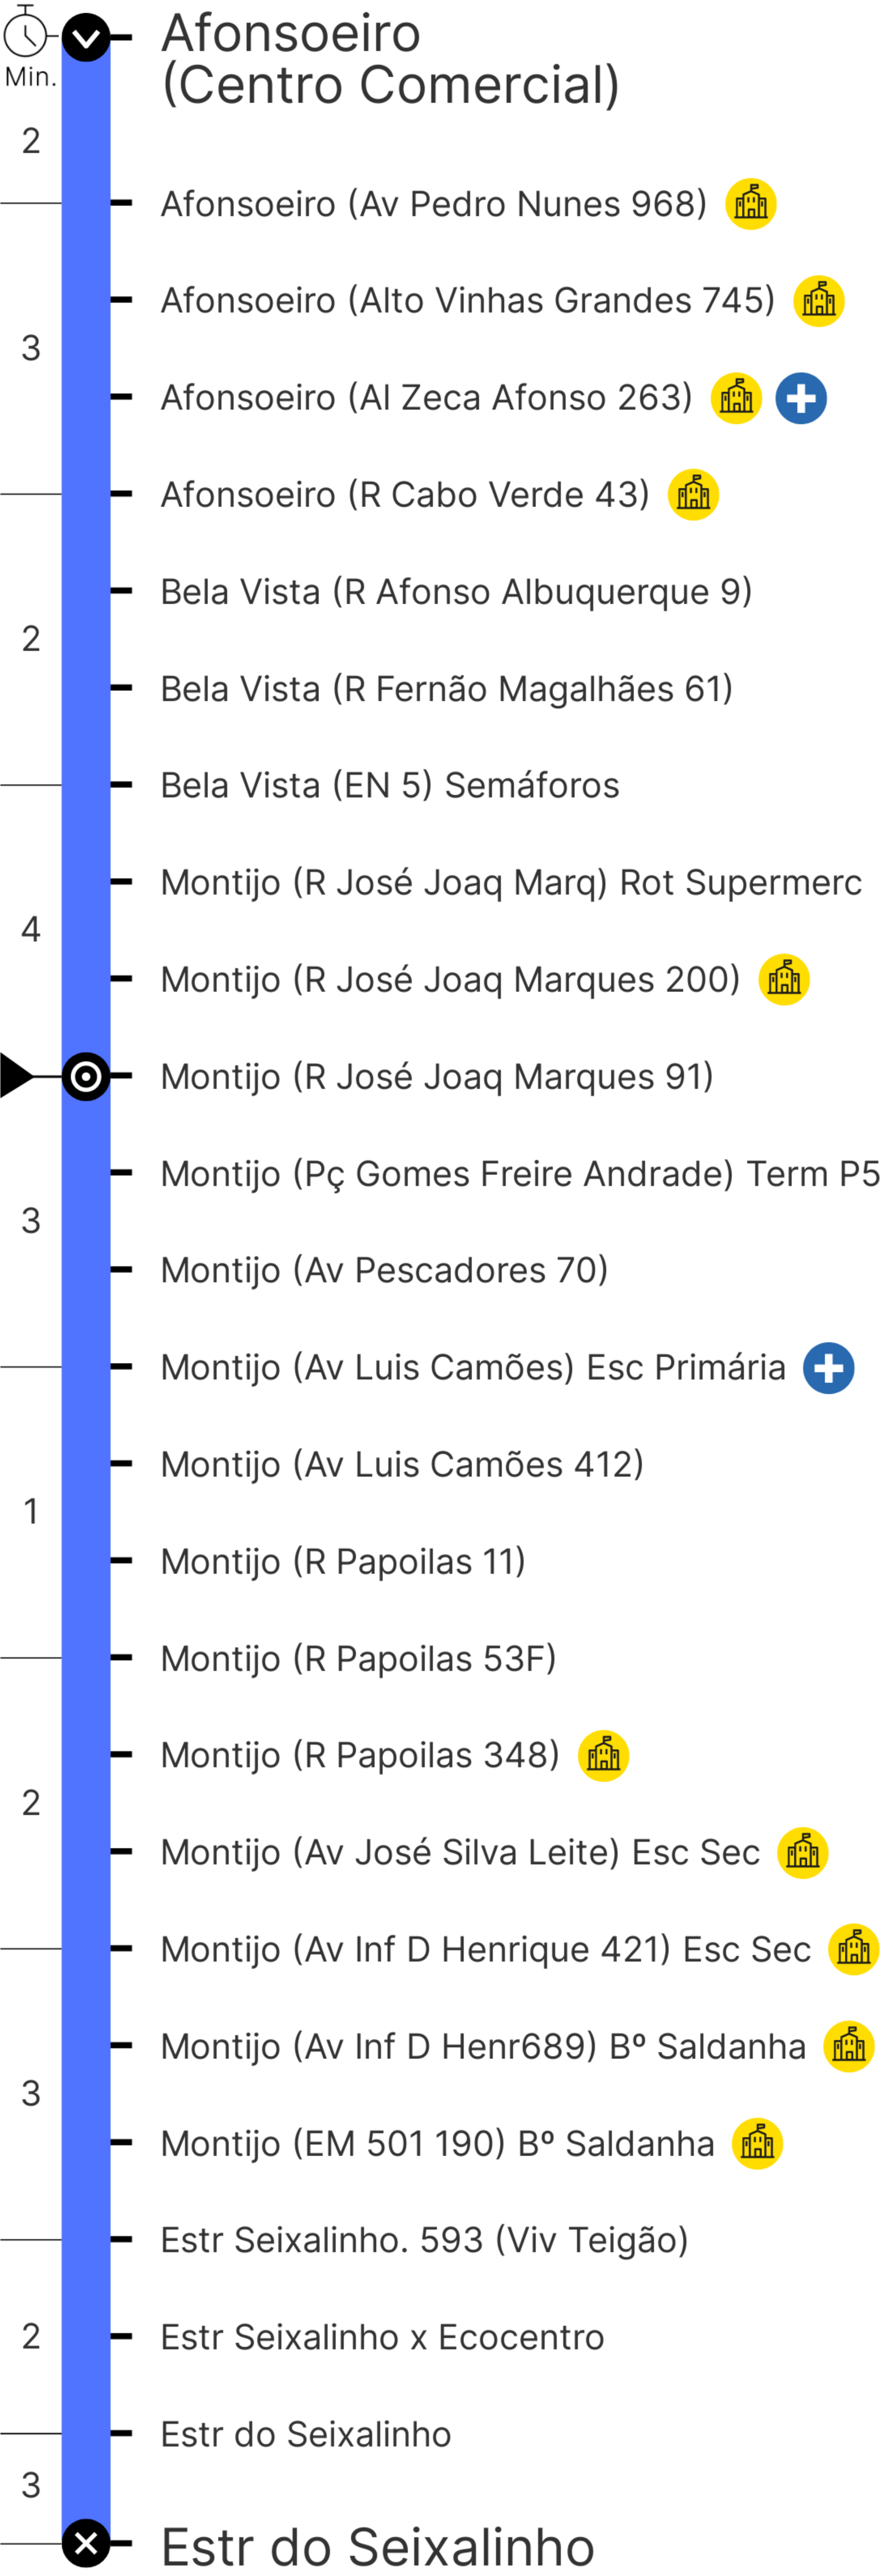 Afonsoeiro
(Centro Comercial)
Min.
2
Afonsoeiro (Av Pedro Nunes 968)
Afonsoeiro (Alto Vinhas Grandes 745)
3
Afonsoeiro (Al Zeca Afonso 263)
Afonsoeiro (R Cabo Verde 43)
Bela Vista (R Afonso Albuquerque 9)
2
Bela Vista (R Fernão Magalhães 61)
Bela Vista (EN 5) Semáforos
Montijo (R José Joaq Marq) Rot Supermerc
4
Montijo (R José Joaq Marques 200)
Montijo (R José Joaq Marques 91)
Montijo (Pç Gomes Freire Andrade) Term P5
3
Montijo (Av Pescadores 70)
Montijo (Av Luis Camões) Esc Primária
Montijo (Av Luis Camões 412)
1
Montijo (R Papoilas 11)
Montijo (R Papoilas 53F)
Montijo (R Papoilas 348)
2
Montijo (Av José Silva Leite) Esc Sec
Montijo (Av Inf D Henrique 421) Esc Sec
Montijo (Av Inf D Henr689) Bº Saldanha
3
Montijo (EM 501 190) Bº Saldanha
Estr Seixalinho. 593 (Viv Teigão)
2
Estr Seixalinho x Ecocentro
Estr do Seixalinho
3
Estr do Seixalinho